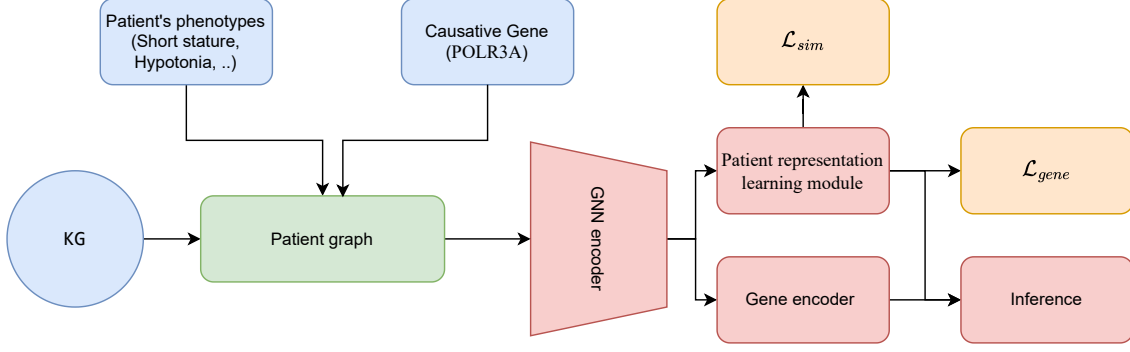 Patient's phenotypes
(Short stature,
Hypotonia, ..)
Causative Gene
(POLR3A)
ℒ_sim
KG
Patient graph
GNN encoder
Patient representation
learning module
ℒ_gene
Gene encoder
Inference